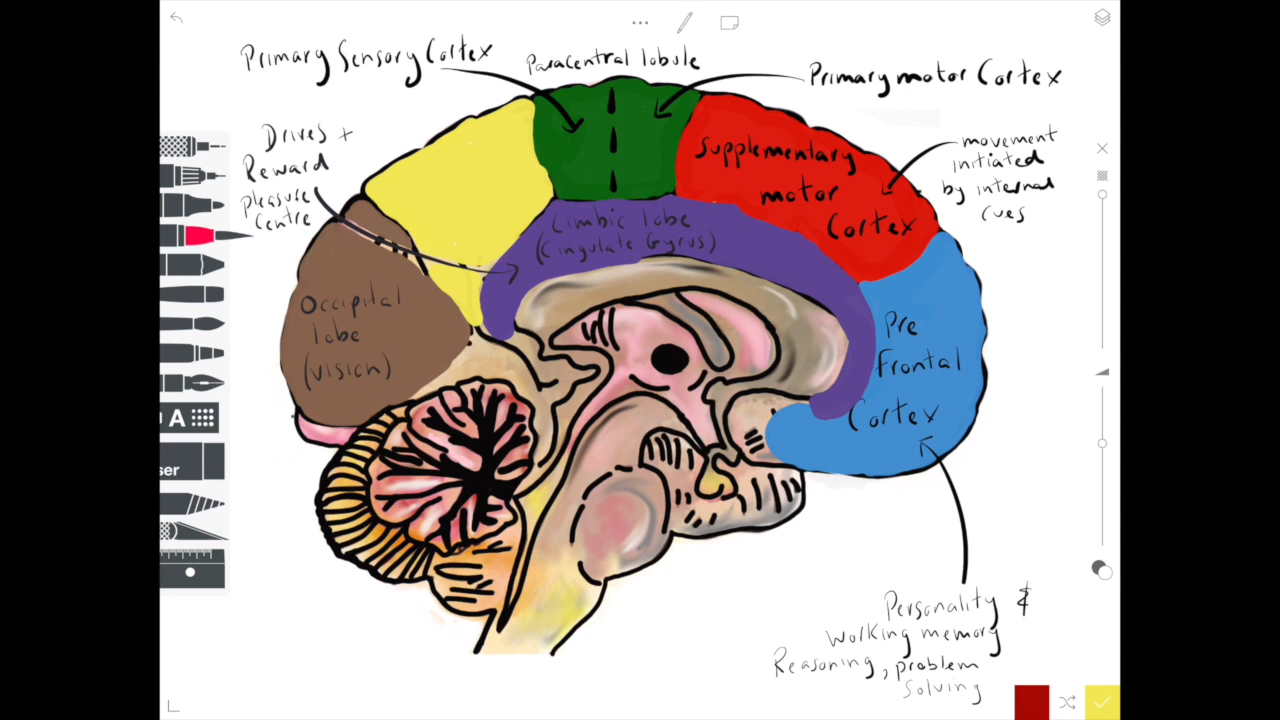 Primary Sensory Cortex
Paracentral lobule
Primary motor Cortex
Drives +
Reward
pleasure
Centre
Supplementary
motor
Cortex
movement
initiated
by internal
cues
Limbic lobe
(Cingulate Gyrus)
Occipital
lobe
(vision)
Pre
frontal
Cortex
A
ser
Personality &
Working memory
Reasoning, problem
Solving